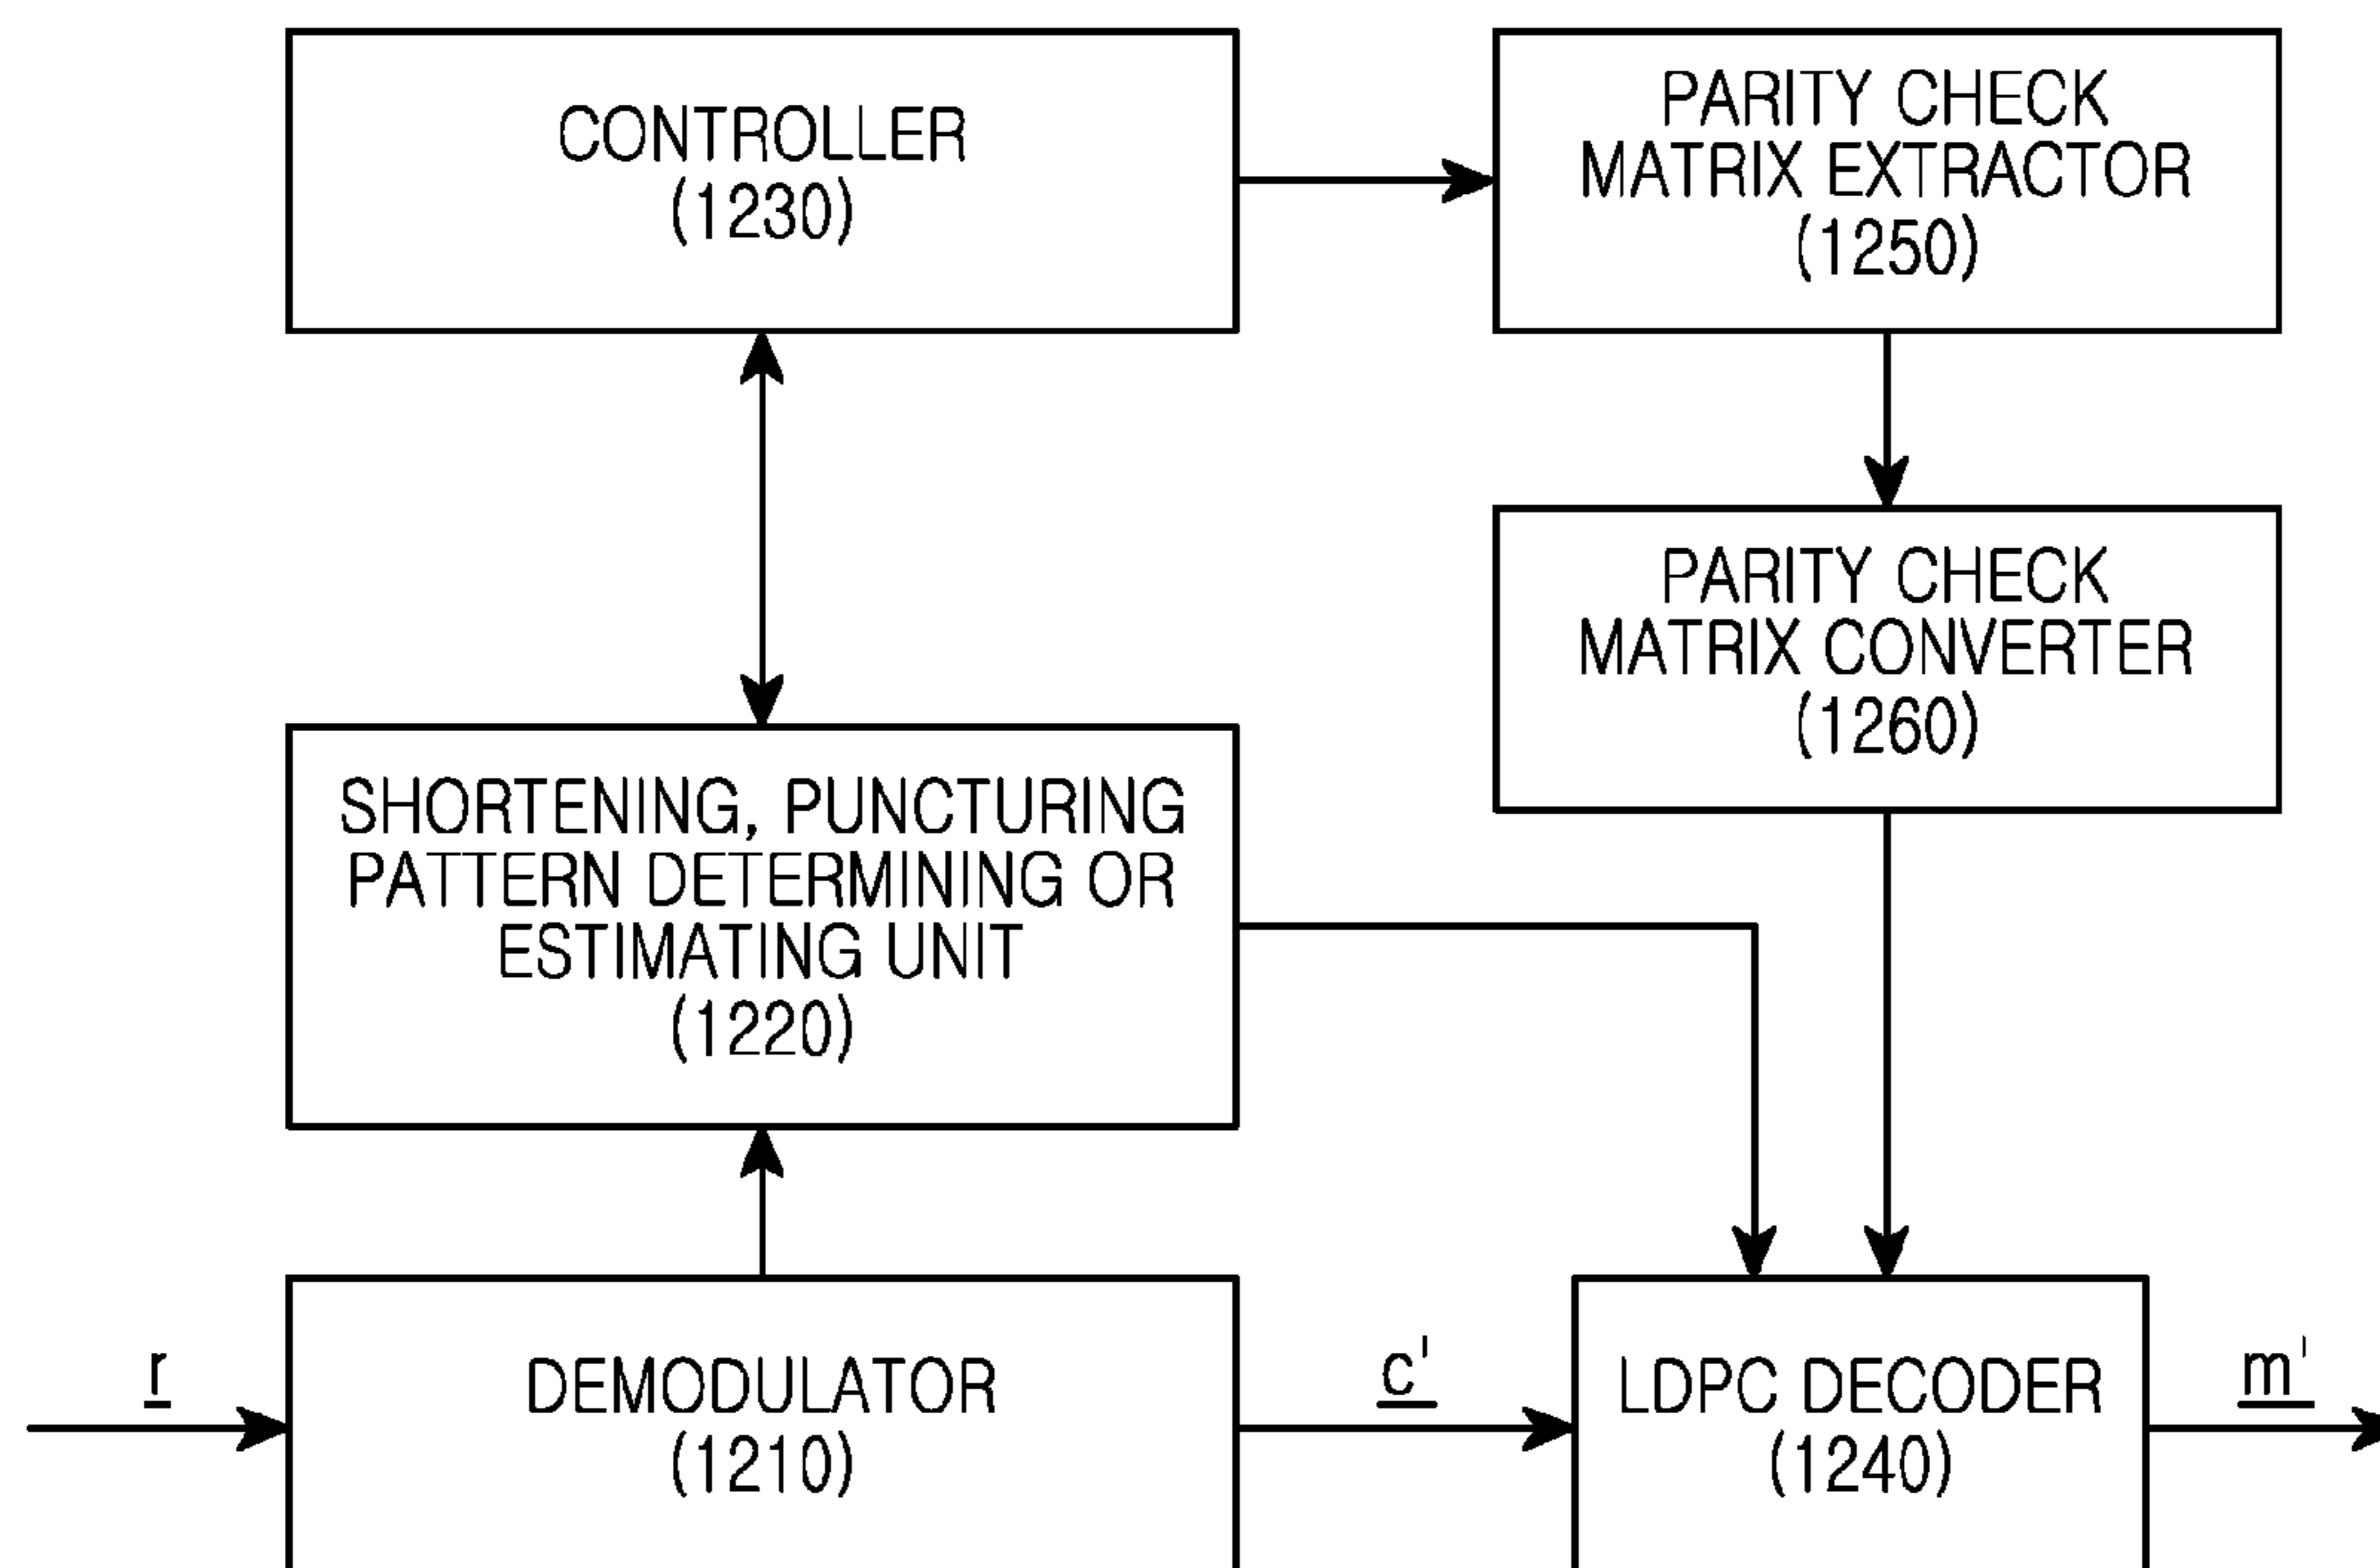 CONTROLLER
(1230)
PARITY CHECK
MATRIX EXTRACTOR
(1250)
PARITY CHECK
MATRIX CONVERTER
(1260)
SHORTENING, PUNCTURING
PATTERN DETERMINING OR
ESTIMATING UNIT
(1220)
r
DEMODULATOR
(1210)
c'
LDPC DECODER
(1240)
m'